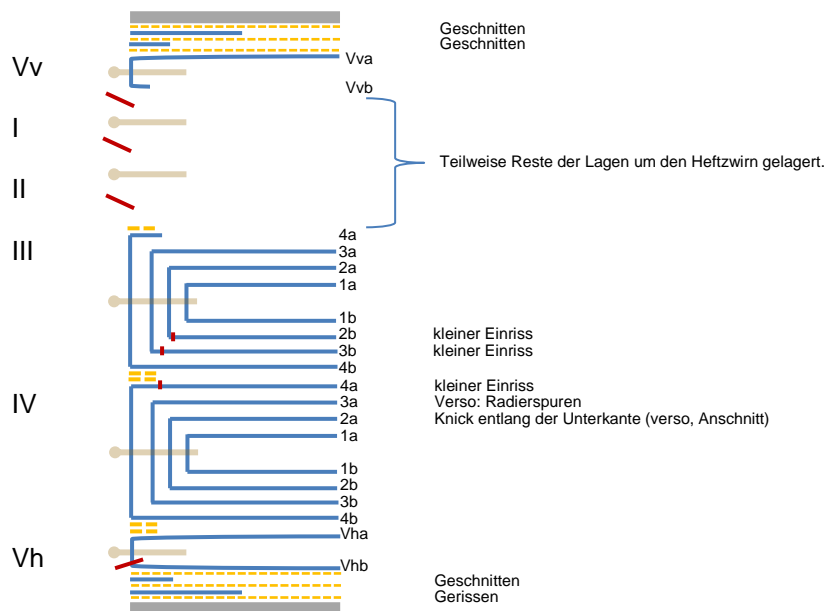 Geschnitten
Geschnitten
Vv
Vva
Vvb
I
Teilweise Reste der Lagen um den Heftzwirn gelagert.
II
III
4a
3a
2a
1a
1b
2b kleiner Einriss
3b kleiner Einriss
4b
IV
4a kleiner Einriss
3a Verso: Radierspuren
2a Knick entlang der Unterkante (verso, Anschnitt)
1a
1b
2b
3b
4b
Vh
Vha
Vhb
Geschnitten
Gerissen